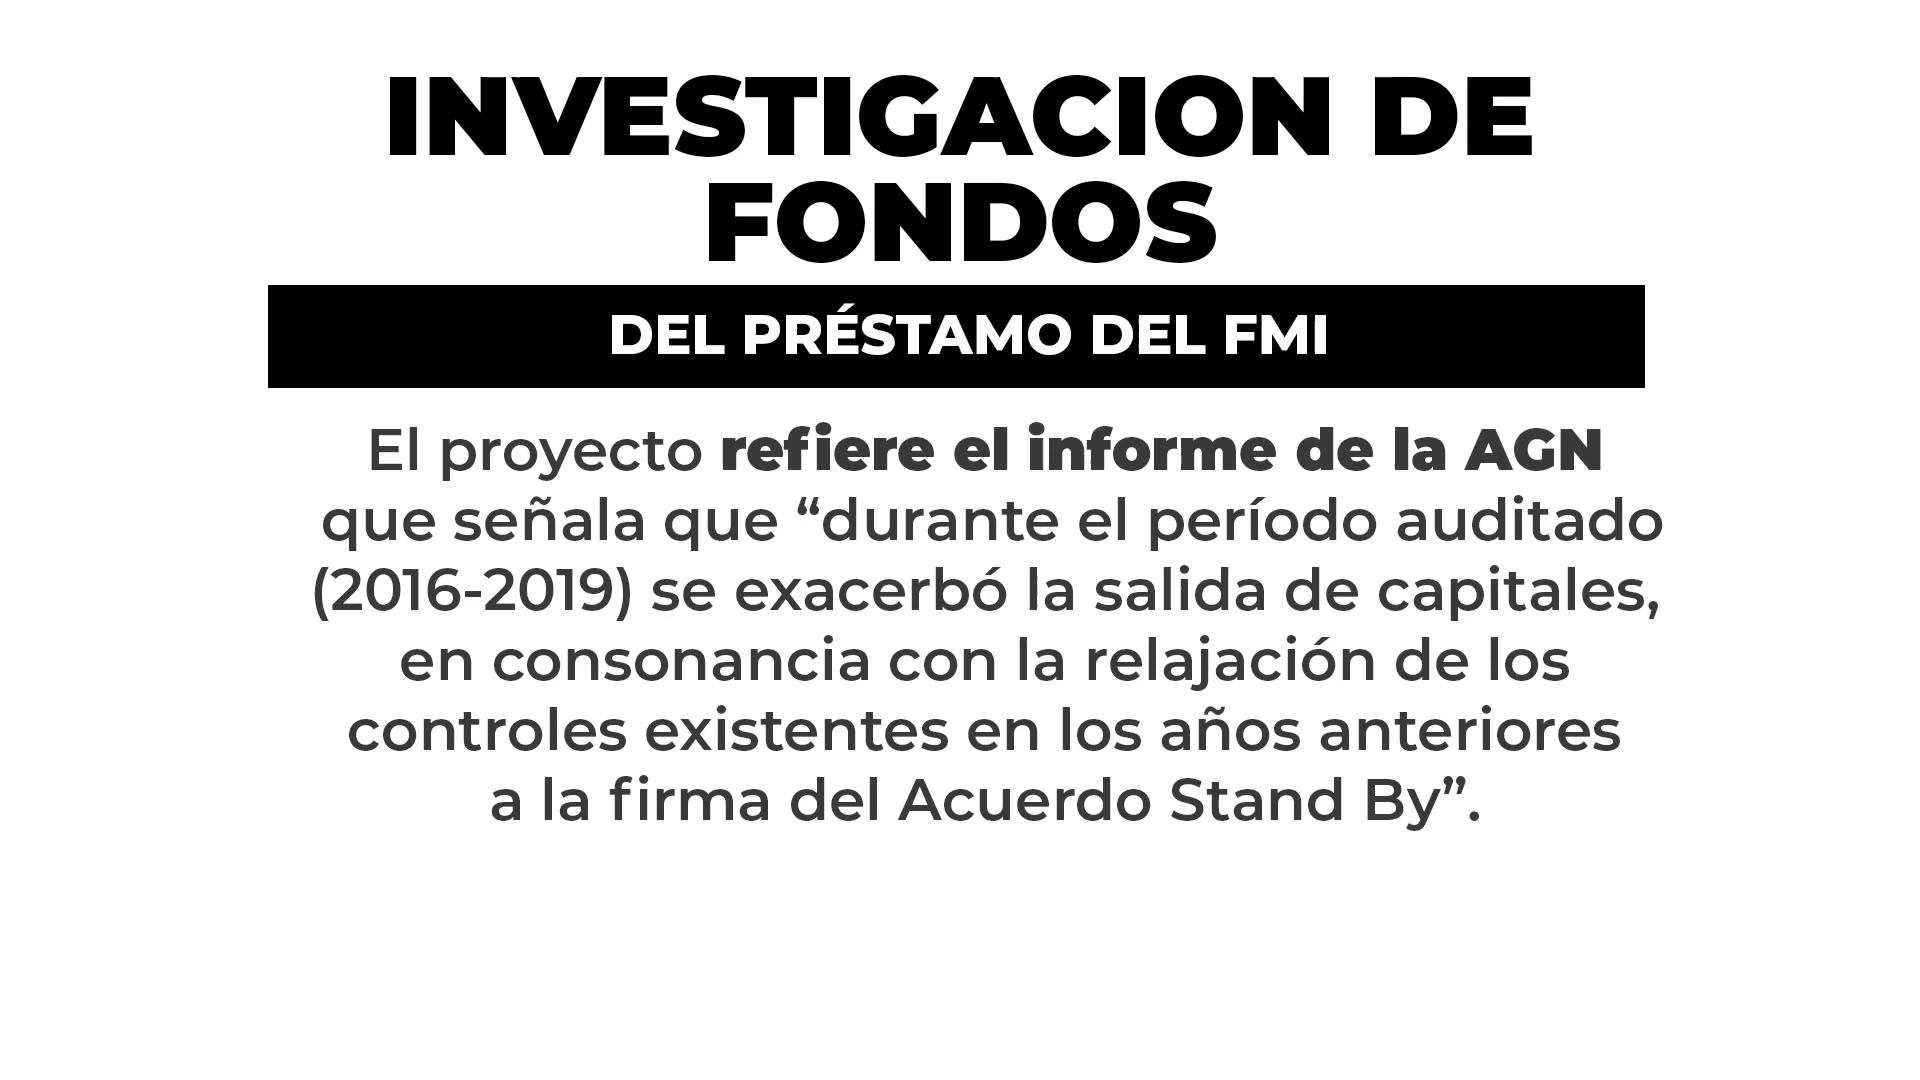 INVESTIGACION DE
FONDOS
DEL PRÉSTAMO DEL FMI
El proyecto refiere el informe de la AGN
que señala que “durante el período auditado
(2016-2019) se exacerbó la salida de capitales,
en consonancia con la relajación de los
controles existentes en los años anteriores
a la firma del Acuerdo Stand By”.